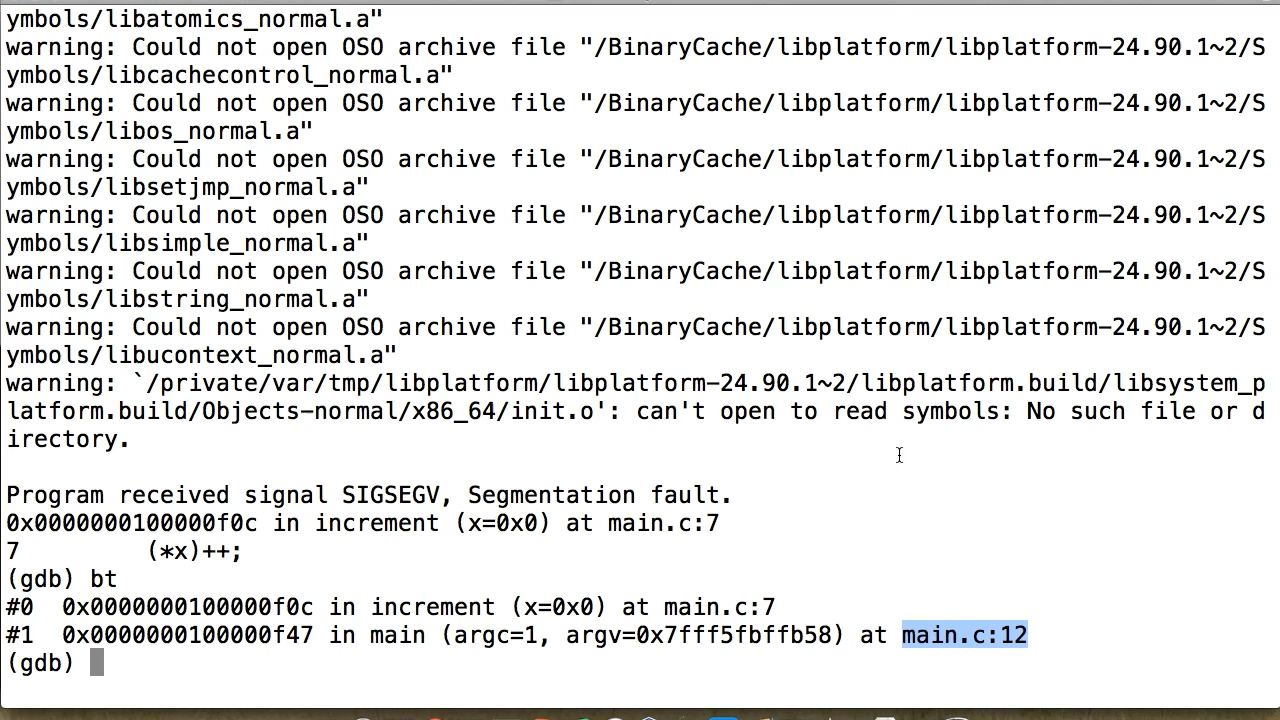 ymbols/libatomics_normal.a"
warning: Could not open OSO archive file "/BinaryCache/libplatform/libplatform-24.90.1~2/S
ymbols/libcachecontrol_normal.a"
warning: Could not open OSO archive file "/BinaryCache/libplatform/libplatform-24.90.1~2/S
ymbols/libos_normal.a"
warning: Could not open OSO archive file "/BinaryCache/libplatform/libplatform-24.90.1~2/S
ymbols/libsetjmp_normal.a"
warning: Could not open OSO archive file "/BinaryCache/libplatform/libplatform-24.90.1~2/S
ymbols/libsimple_normal.a"
warning: Could not open OSO archive file "/BinaryCache/libplatform/libplatform-24.90.1~2/S
ymbols/libstring_normal.a"
warning: Could not open OSO archive file "/BinaryCache/libplatform/libplatform-24.90.1~2/S
ymbols/libucontext_normal.a"
warning: `/private/var/tmp/libplatform/libplatform-24.90.1~2/libplatform.build/libsystem_p
latform.build/Objects-normal/x86_64/init.o': can't open to read symbols: No such file or d
irectory.

Program received signal SIGSEGV, Segmentation fault.
0x0000000100000f0c in increment (x=0x0) at main.c:7
7         (*x)++;
(gdb) bt
#0  0x0000000100000f0c in increment (x=0x0) at main.c:7
#1  0x0000000100000f47 in main (argc=1, argv=0x7fff5fbffb58) at main.c:12
(gdb)